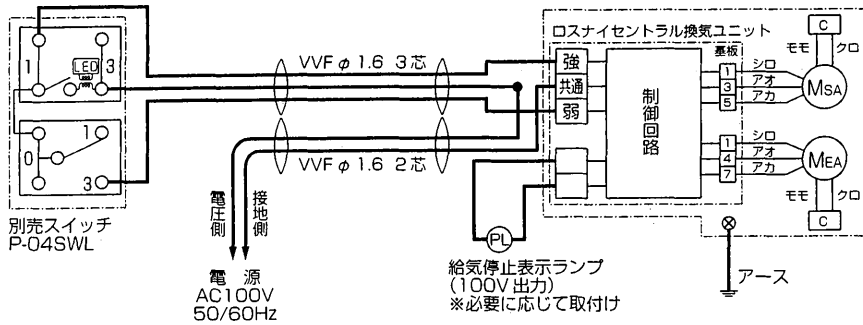 1
LED
3
0
1
3
別売スイッチ
P-04SWL
VVFφ1.6 3芯
VVFφ1.6 2芯
電圧側
接地側
電 源
AC100V
50/60Hz
ロスナイセントラル換気ユニット
強
共通
弱
制御回路
基板
1
3
5
シロ
アオ
アカ
MSA
モモ
クロ
C
1
4
7
シロ
アオ
アカ
MEA
モモ
クロ
C
PL
給気停止表示ランプ
(100V出力)
※必要に応じて取付け
アース